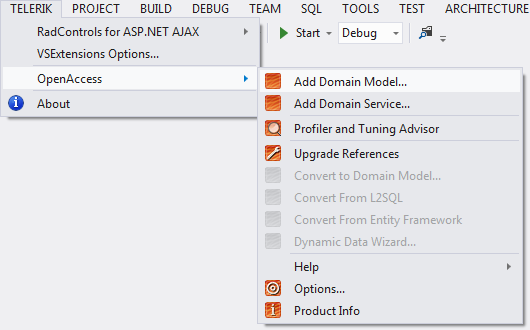 TELERIK PROJECT BUILD DEBUG TEAM SQL TOOLS TEST ARCHITECTURE
RadControls for ASP.NET AJAX
Start Debug
VSExtensions Options...
OpenAccess
About
Add Domain Model...
Add Domain Service...
Profiler and Tuning Advisor
Upgrade References
Convert to Domain Model...
Convert From L2SQL
Convert From Entity Framework
Dynamic Data Wizard...
Help
Options...
Product Info